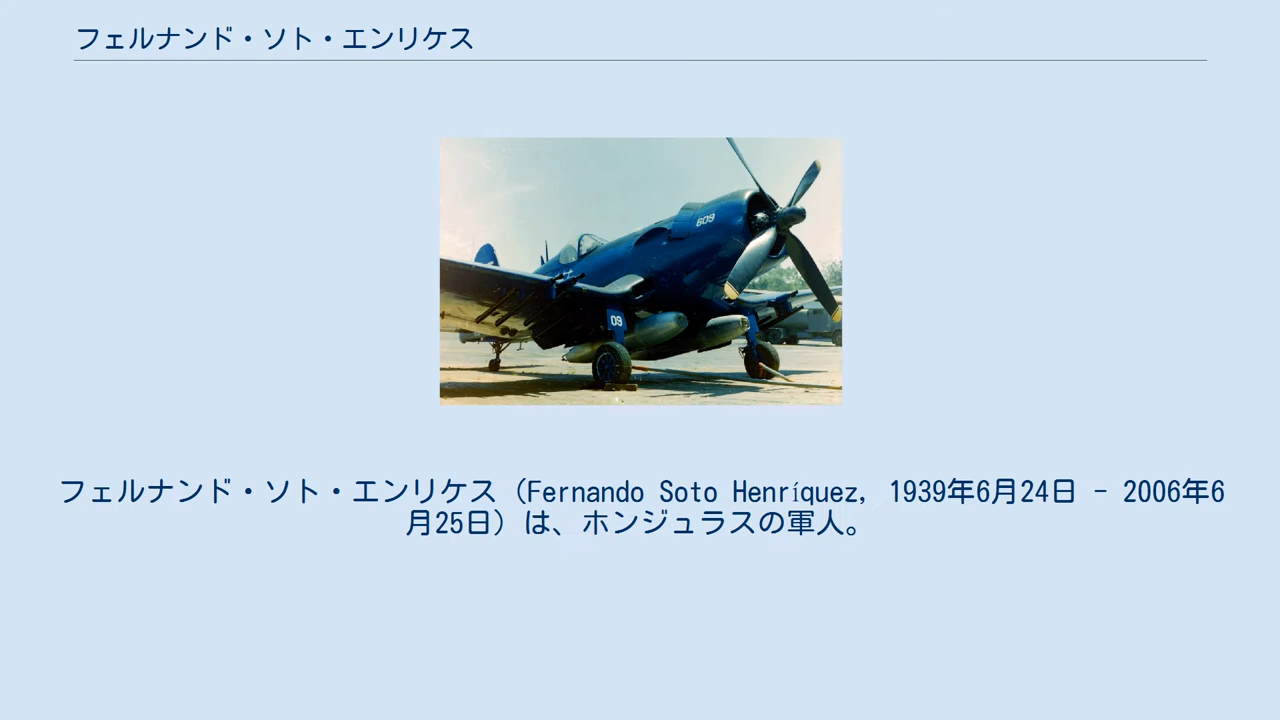 フェルナンド・ソト・エンリケス
609
09
フェルナンド・ソト・エンリケス（Fernando Soto Henríquez, 1939年6月24日 - 2006年6
月25日）は、ホンジュラスの軍人。